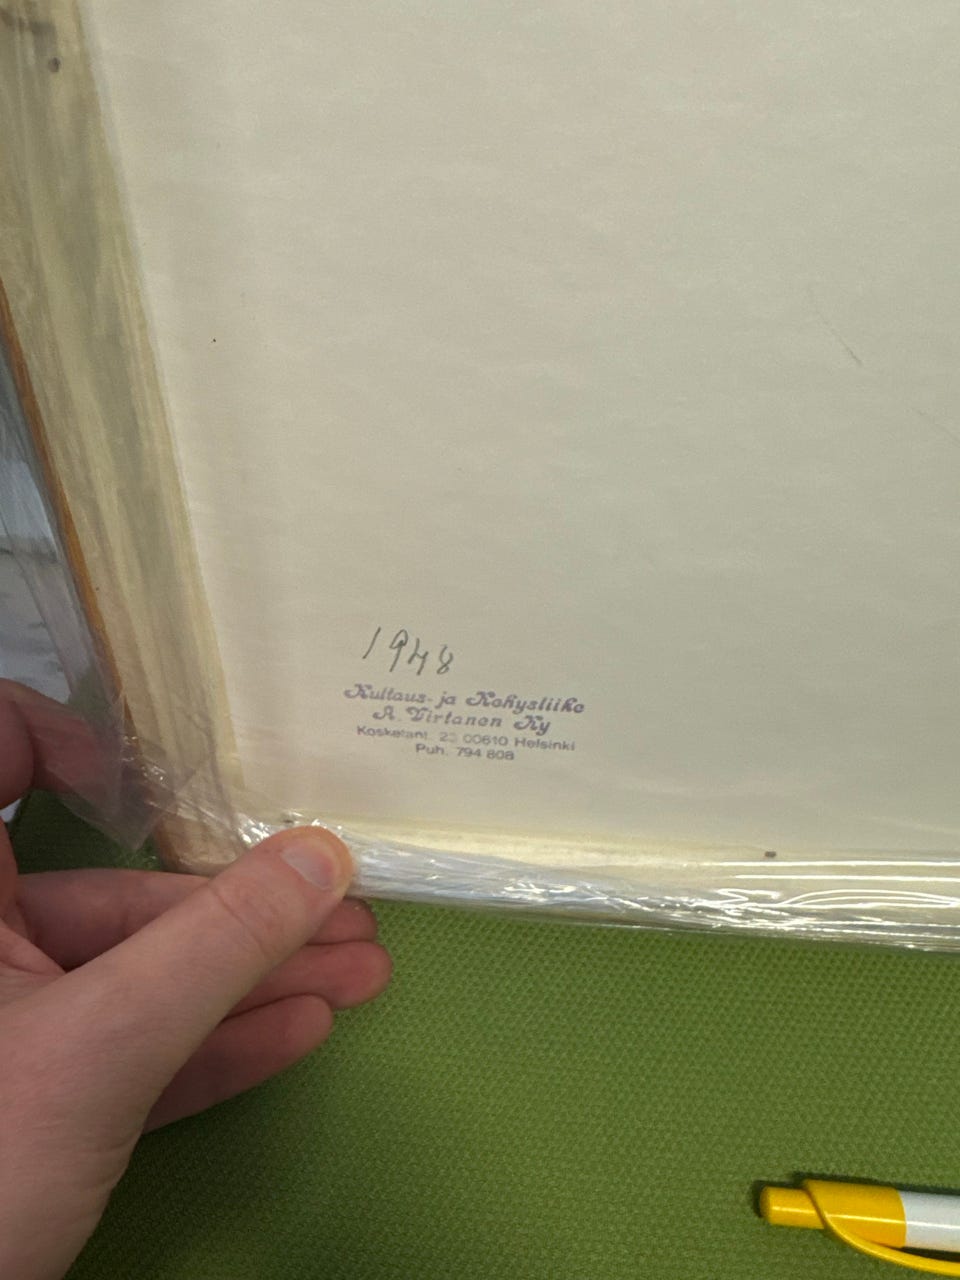 1948
Kultaus- ja Kehysliike
A. Virtanen Ky
Koskelant. 23 00610 Helsinki
Puh. 794 808